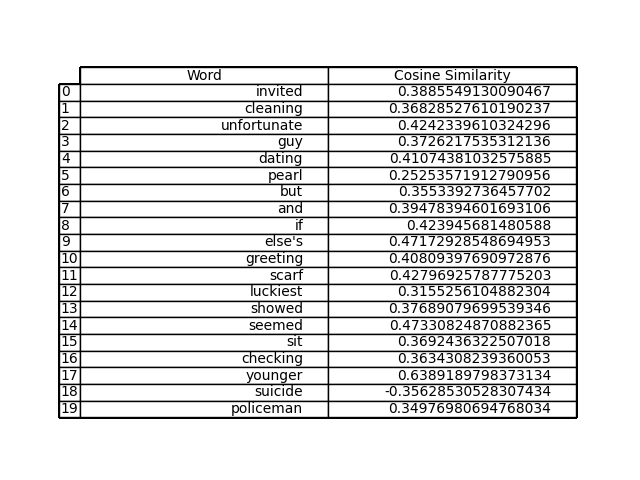 Word Cosine Similarity
0 invited 0.3885549130090467
1 cleaning 0.36828527610190237
2 unfortunate 0.4242339610324296
3 guy 0.3726217535312136
4 dating 0.41074381032575885
5 pearl 0.25253571912790956
6 but 0.3553392736457702
7 and 0.39478394601693106
8 if 0.423945681480588
9 else's 0.47172928548694953
10 greeting 0.40809397690972876
11 scarf 0.42796925787775203
12 luckiest 0.3155256104882304
13 showed 0.37689079699539346
14 seemed 0.47330824870882365
15 sit 0.3692436322507018
16 checking 0.3634308239360053
17 younger 0.6389189798373134
18 suicide -0.35628530528307434
19 policeman 0.34976980694768034